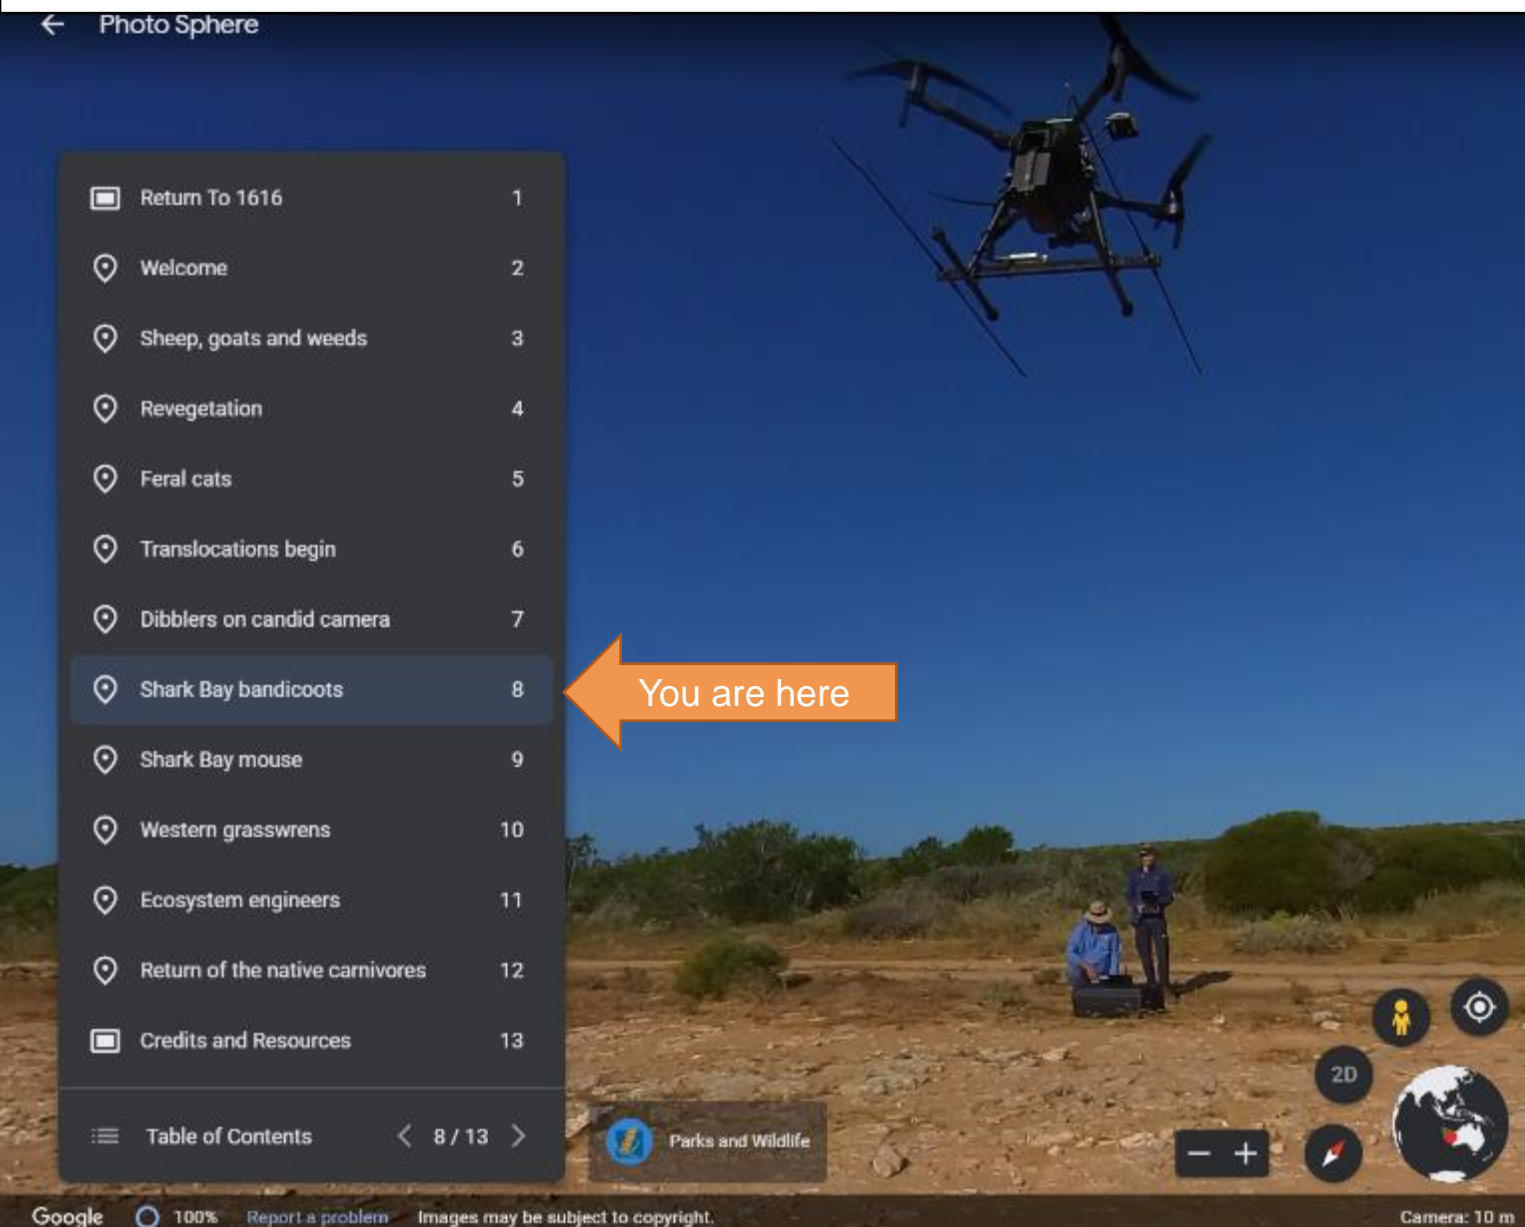 Photo Sphere
Return To 1616 1
Welcome 2
Sheep, goats and weeds 3
Revegetation 4
Feral cats 5
Translocations begin 6
Dibblers on candid camera 7
Shark Bay bandicoots 8
You are here
Shark Bay mouse 9
Western grasswrens 10
Ecosystem engineers 11
Return of the native carnivores 12
Credits and Resources 13
Table of Contents 8 / 13
Parks and Wildlife
2D
Google 100% Report a problem Images may be subject to copyright. Camera: 10 m